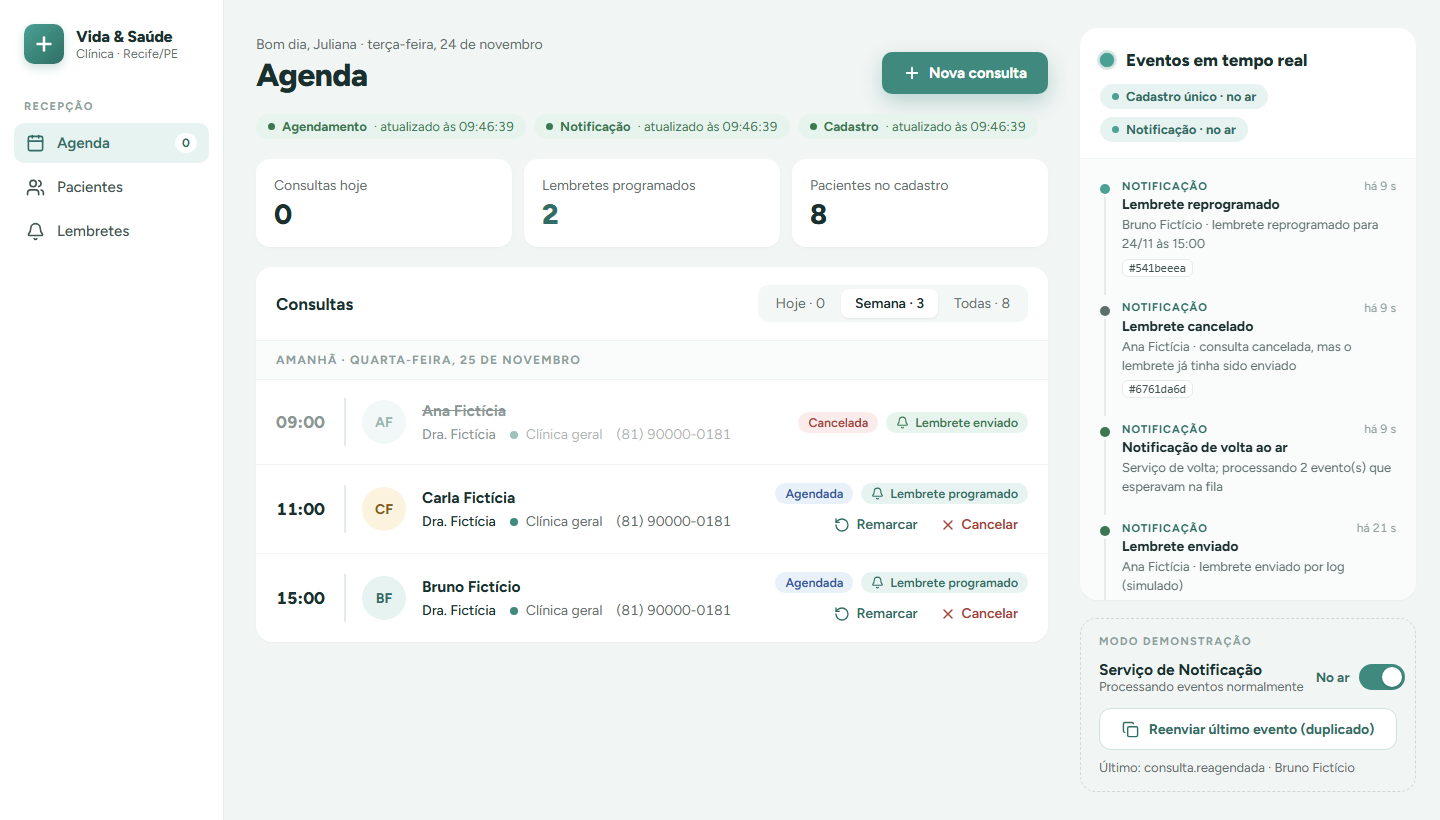 Vida & Saúde
Clínica · Recife/PE
RECEPÇÃO
Agenda 0
Pacientes
Lembretes
Bom dia, Juliana · terça-feira, 24 de novembro
Agenda
Nova consulta
Agendamento · atualizado às 09:46:39
Notificação · atualizado às 09:46:39
Cadastro · atualizado às 09:46:39
Consultas hoje
0
Lembretes programados
2
Pacientes no cadastro
8
Consultas
Hoje · 0
Semana · 3
Todas · 8
AMANHÃ · QUARTA-FEIRA, 25 DE NOVEMBRO
09:00
AF
Ana Fictícia
Dra. Fictícia
Clínica geral
(81) 90000-0181
Cancelada
Lembrete enviado
11:00
CF
Carla Fictícia
Dra. Fictícia
Clínica geral
(81) 90000-0181
Agendada
Lembrete programado
Remarcar
Cancelar
15:00
BF
Bruno Fictício
Dra. Fictícia
Clínica geral
(81) 90000-0181
Agendada
Lembrete programado
Remarcar
Cancelar
Eventos em tempo real
Cadastro único · no ar
Notificação · no ar
NOTIFICAÇÃO há 9 s
Lembrete reprogramado
Bruno Fictício · lembrete reprogramado para
24/11 às 15:00
#541beeea
NOTIFICAÇÃO há 9 s
Lembrete cancelado
Ana Fictícia · consulta cancelada, mas o
lembrete já tinha sido enviado
#6761da6d
NOTIFICAÇÃO há 9 s
Notificação de volta ao ar
Serviço de volta; processando 2 evento(s) que
esperavam na fila
NOTIFICAÇÃO há 21 s
Lembrete enviado
Ana Fictícia · lembrete enviado por log
(simulado)
MODO DEMONSTRAÇÃO
Serviço de Notificação
Processando eventos normalmente
No ar
Reenviar último evento (duplicado)
Último: consulta.reagendada · Bruno Fictício